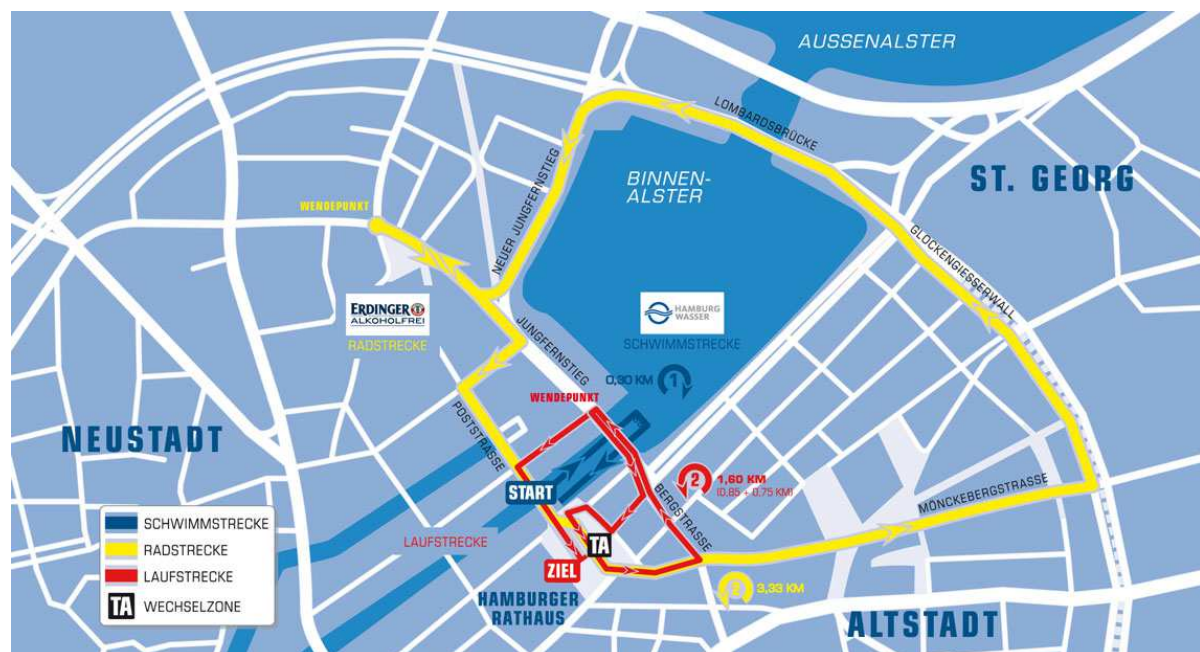 AUSSENALSTER
LOMBARDSBRÜCKE
BINNEN-
ALSTER
ST. GEORG
WENDEPUNKT
NEUER JUNGFERNSTIEG
GLOCKENGIESSERWALL
ERDINGER
ALKOHOLFREI
RADSTRECKE
HAMBURG
WASSER
SCHWIMMSTRECKE
JUNGFERNSTIEG
0,30 KM
1
WENDEPUNKT
NEUSTADT
POSTSTRASSE
START
BERGSTRASSE
2
1,60 KM
(0,85 + 0,75 KM)
MÖNCKEBERGSTRASSE
LAUFSTRECKE
TA
ZIEL
HAMBURGER
RATHAUS
2
3,33 KM
ALTSTADT
SCHWIMMSTRECKE
RADSTRECKE
LAUFSTRECKE
TA WECHSELZONE